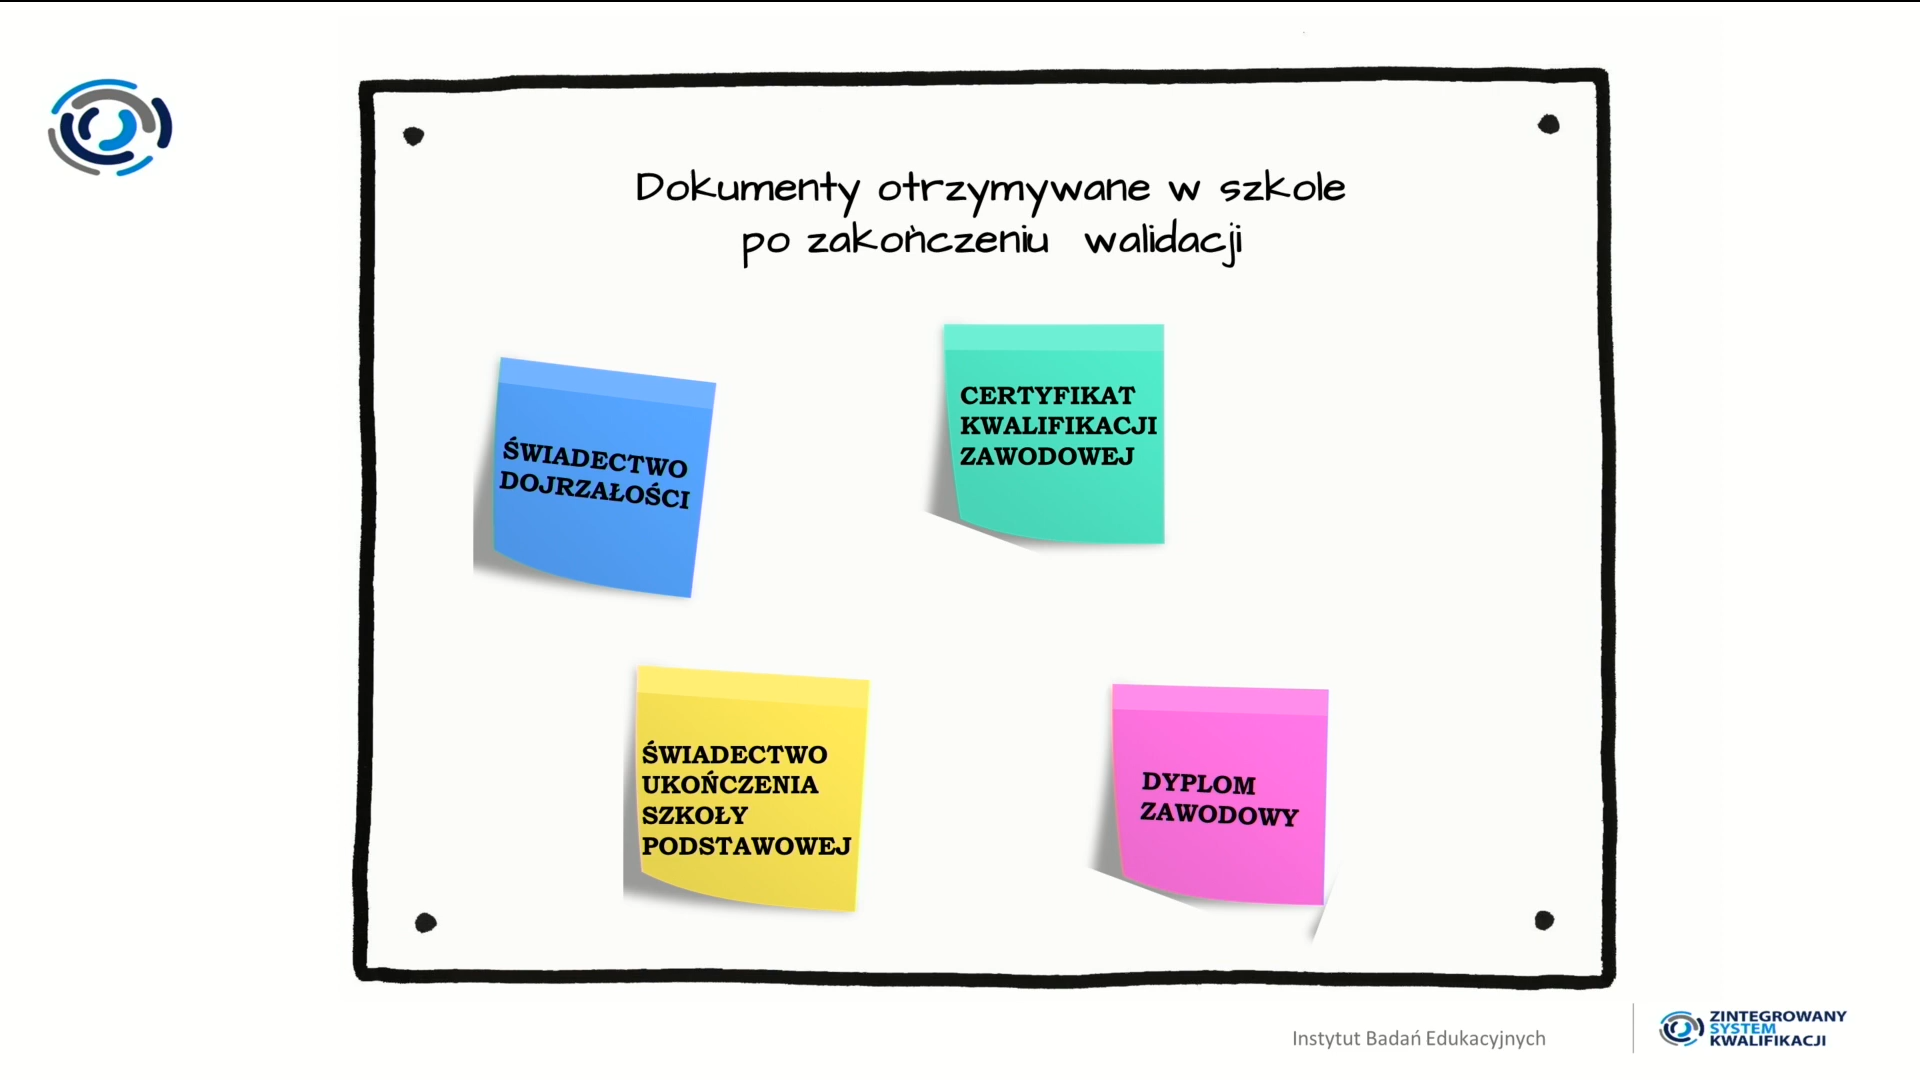 Dokumenty otrzymywane w szkole
po zakończeniu walidacji
ŚWIADECTWO
DOJRZAŁOŚCI
CERTYFIKAT
KWALIFIKACJI
ZAWODOWEJ
ŚWIADECTWO
UKOŃCZENIA
SZKOŁY
PODSTAWOWEJ
DYPLOM
ZAWODOWY
Instytut Badań Edukacyjnych
ZINTEGROWANY
SYSTEM
KWALIFIKACJI